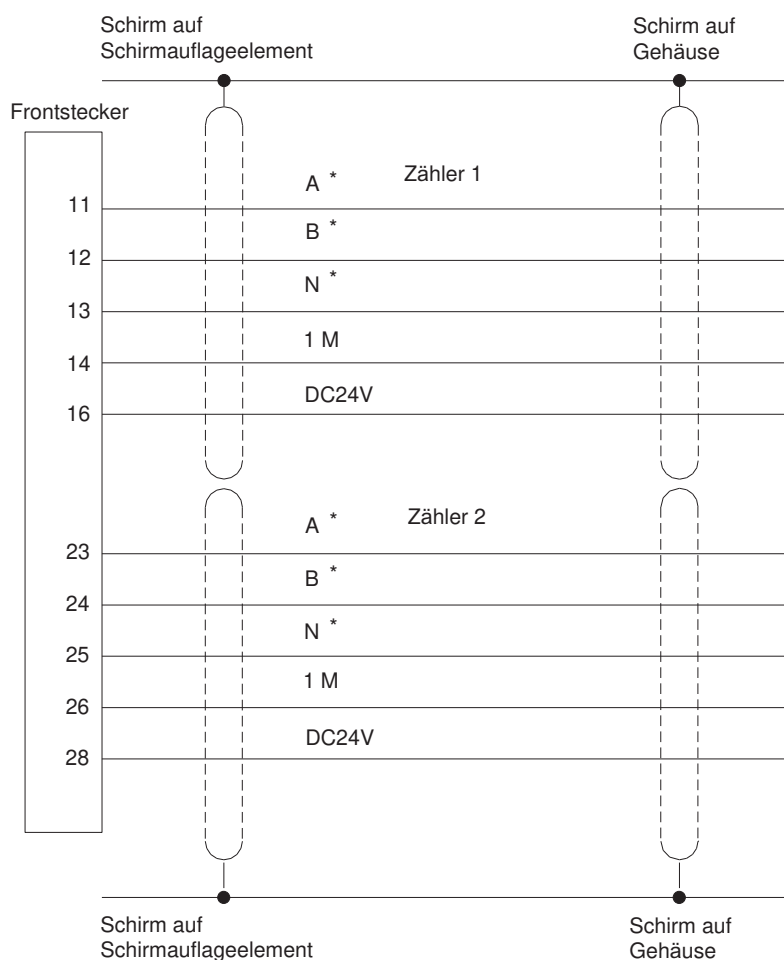 Schirm auf
Schirmauflageelement
Schirm auf
Gehäuse
Frontstecker
A *
Zähler 1
11
B *
12
N *
13
1 M
14
DC24V
16
A *
Zähler 2
23
B *
24
N *
25
1 M
26
DC24V
28
Schirm auf
Schirmauflageelement
Schirm auf
Gehäuse